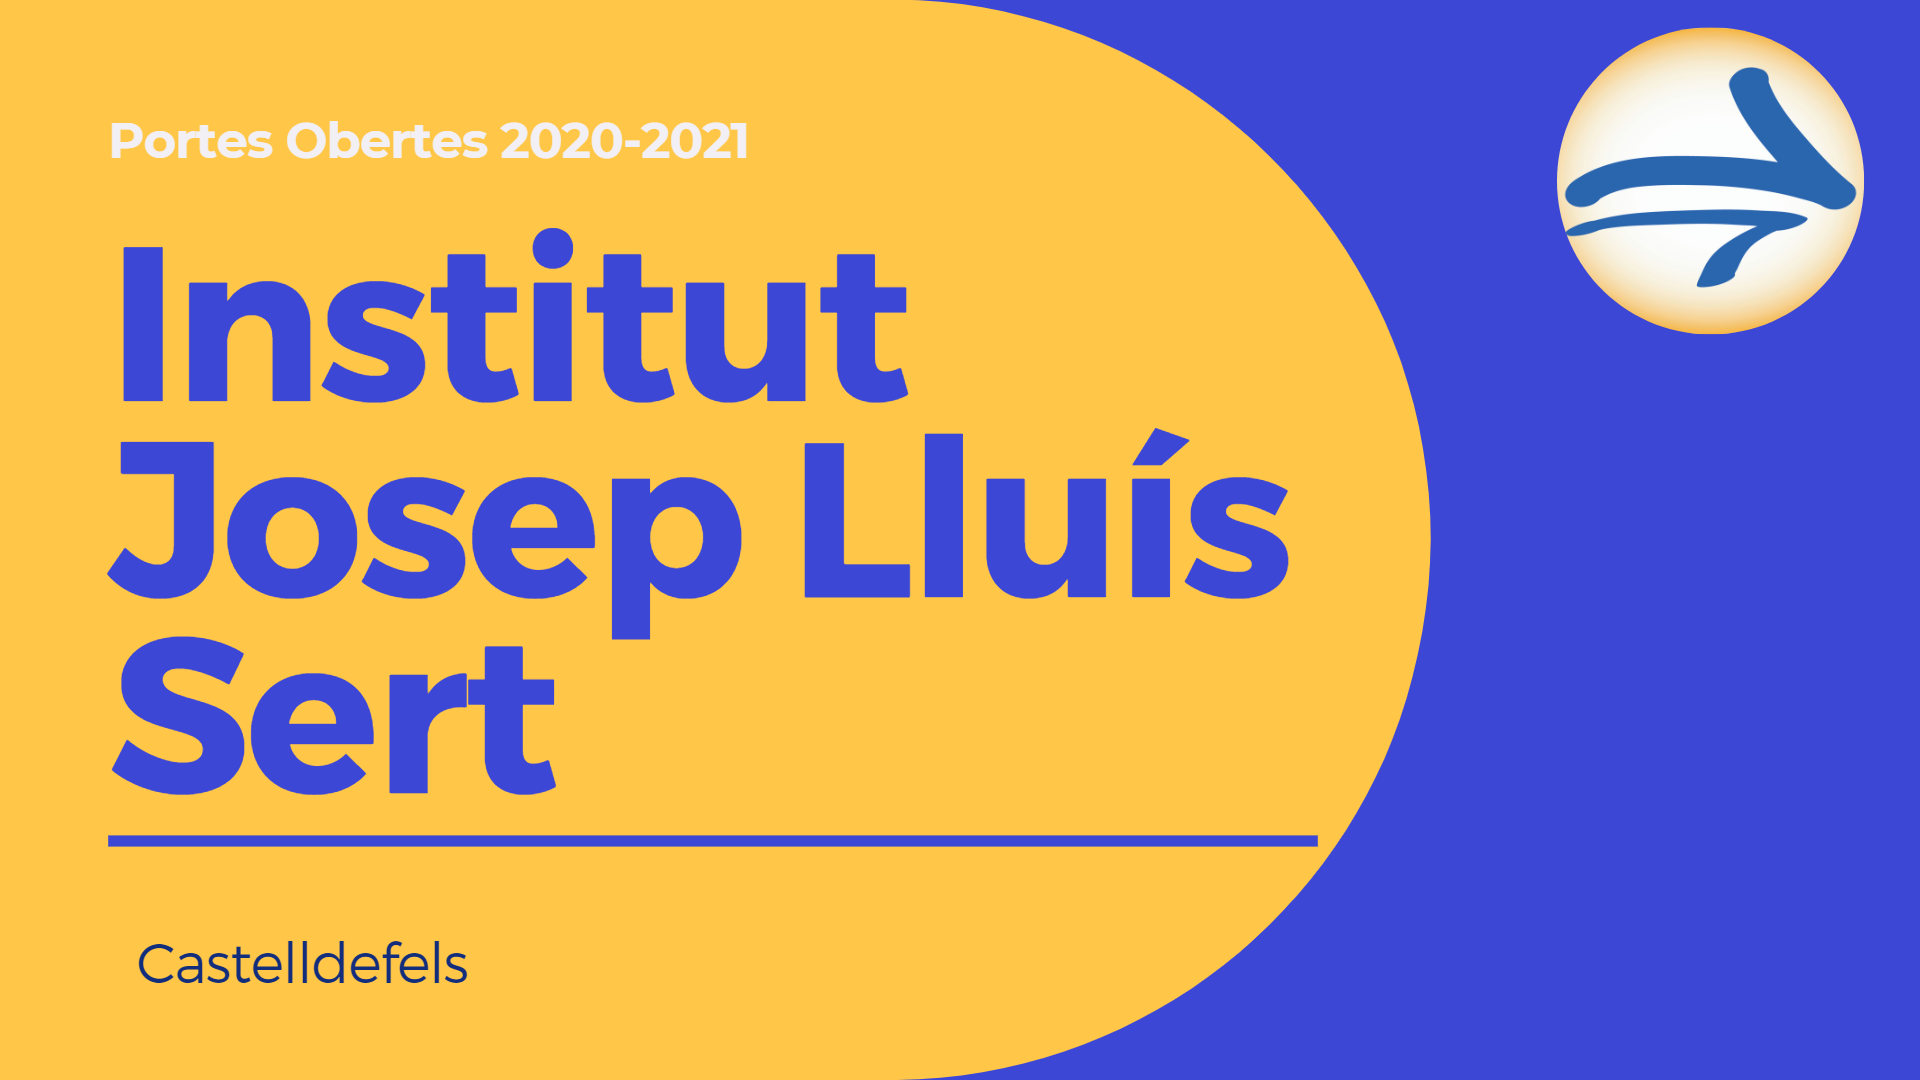 Portes Obertes 2020-2021
Institut
Josep Lluís
Sert
Castelldefels